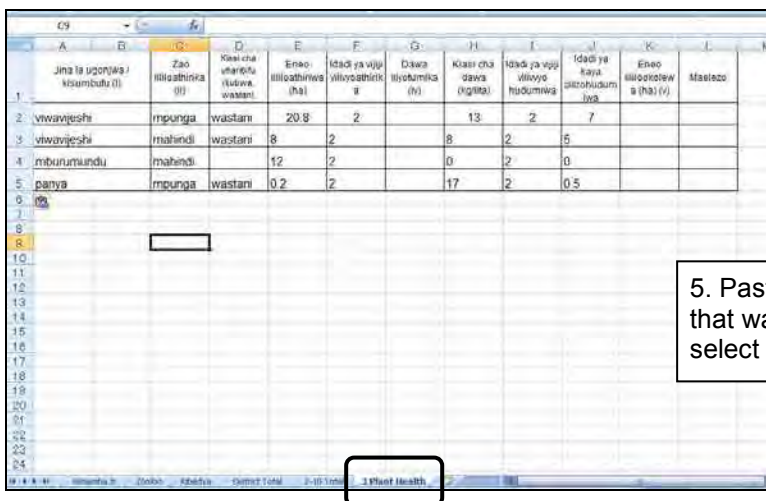 C9 fx
A B C D E F G H I J K L
1 Jina la ugonjwa / kisumbufu (i) Zao lililoathirika (ii) Kiasi cha uharibifu (kubwa, wastani) Eneo lililoathiriwa (ha) Idadi ya vijiji vilivyoathirika Dawa iliyotumika (iv) Kiasi cha dawa (kg/lita) Idadi ya vijiji vilivyo hudumiwa Idadi ya kaya zilizohudumiwa Eneo lililookolewa (ha) (v) Maelezo
2 viwavijeshi mpunga wastani 20.8 2 13 2 7
3 viwavijeshi mahindi wastani 8 2 8 2 5
4 mburumundu mahindi 12 2 0 2 0
5 panya mpunga wastani 0.2 2 17 2 0.5
6
7
8
9
10
11
12
13
14
15
16
17
18
19
20
21
22
23
24
5. Pas
that wa
select
District Total 2-10 Total 3 Plant Health